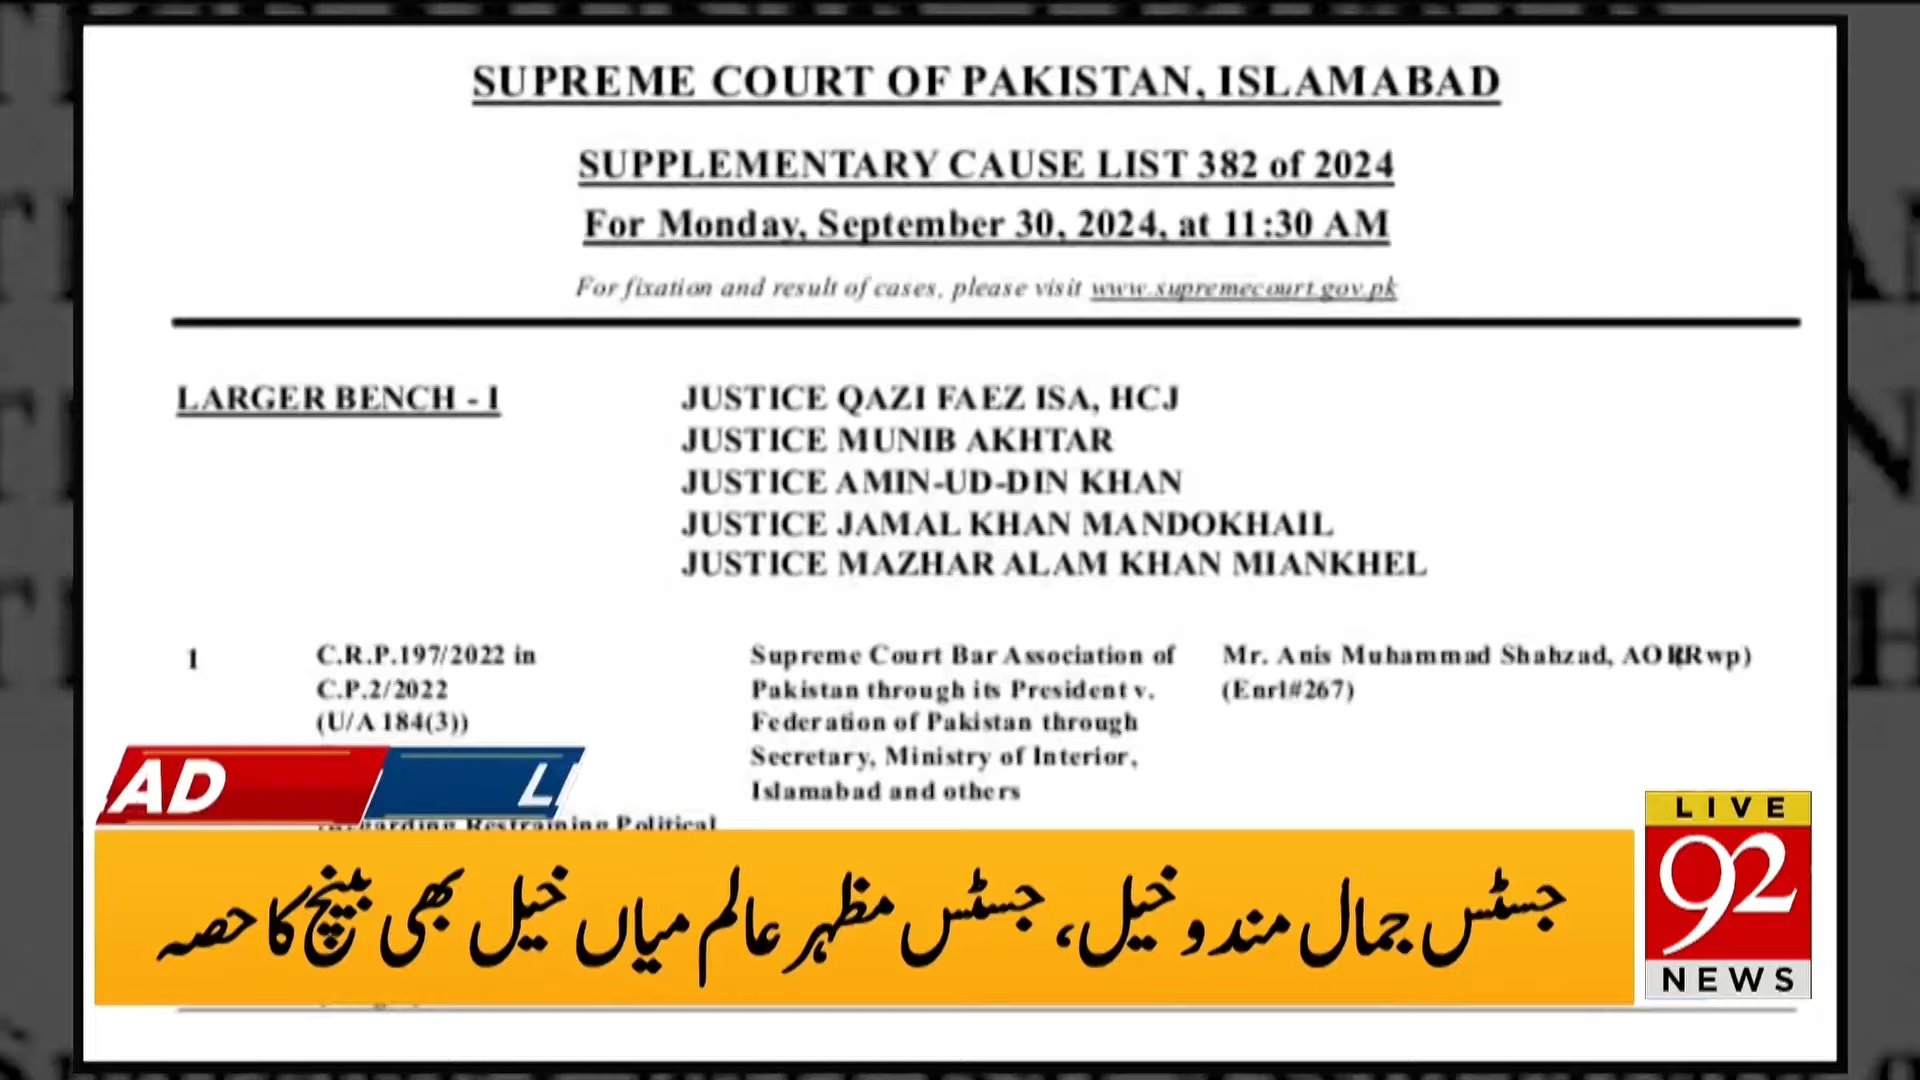 SUPREME COURT OF PAKISTAN, ISLAMABAD
SUPPLEMENTARY CAUSE LIST 382 of 2024
For Monday, September 30, 2024, at 11:30 AM
For fixation and result of cases, please visit www.supremecourt.gov.pk
LARGER BENCH - I
JUSTICE QAZI FAEZ ISA, HCJ
JUSTICE MUNIB AKHTAR
JUSTICE AMIN-UD-DIN KHAN
JUSTICE JAMAL KHAN MANDOKHAIL
JUSTICE MAZHAR ALAM KHAN MIANKHEL
1
C.R.P.197/2022 in
C.P.2/2022
(U/A 184(3))
Supreme Court Bar Association of
Pakistan through its President v.
Federation of Pakistan through
Secretary, Ministry of Interior,
Islamabad and others
Mr. Anis Muhammad Shahzad, AOR(Rwp)
(Enrl#267)
Restraining Political
AD
جسٹس جمال مندوخیل، جسٹس مظہر عالم میاں خیل بھی بینچ کا حصہ
LIVE
92
NEWS